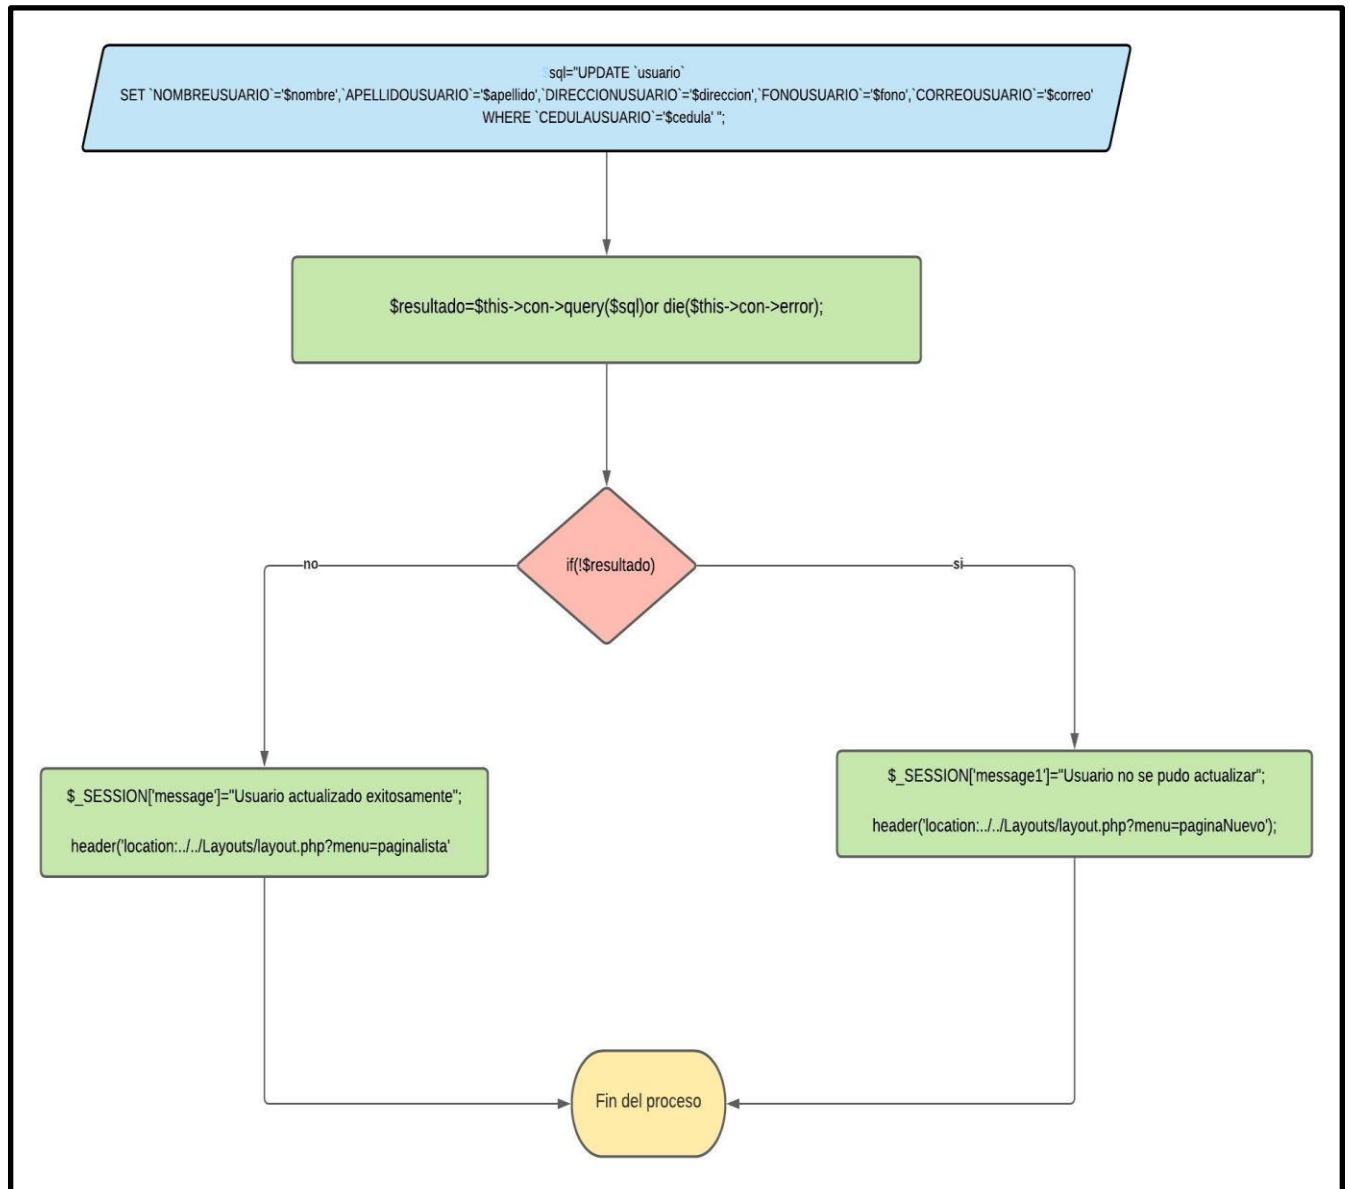 $sql="UPDATE `usuario`
SET `NOMBREUSUARIO`='$nombre',`APELLIDOUSUARIO`='$apellido',`DIRECCIONUSUARIO`='$direccion',`FONOUSUARIO`='$fono',`CORREOUSUARIO`='$correo'
WHERE `CEDULAUSUARIO`='$cedula' ";
$resultado=$this->con->query($sql)or die($this->con->error);
if(!$resultado)
no
si
$_SESSION['message']="Usuario actualizado exitosamente";
header('location:../../Layouts/layout.php?menu=paginalista'
$_SESSION['message1']="Usuario no se pudo actualizar";
header('location:../../Layouts/layout.php?menu=paginaNuevo');
Fin del proceso